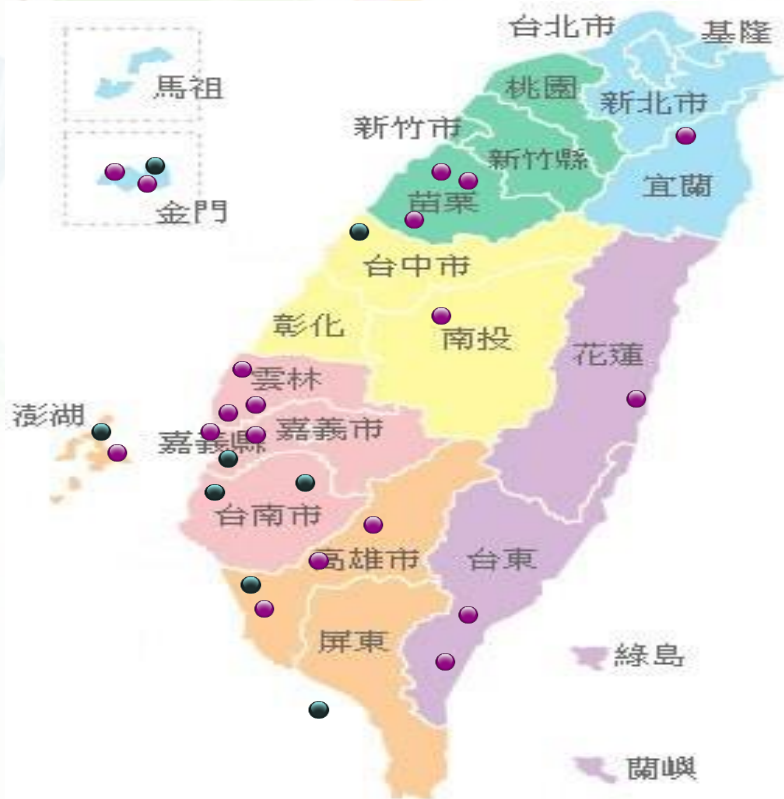 台北市
基隆
馬祖
桃園
新北市
新竹市
新竹縣
宜蘭
苗栗
金門
台中市
彰化
南投
花蓮
雲林
澎湖
嘉義縣
嘉義市
台南市
高雄市
台東
屏東
綠島
蘭嶼